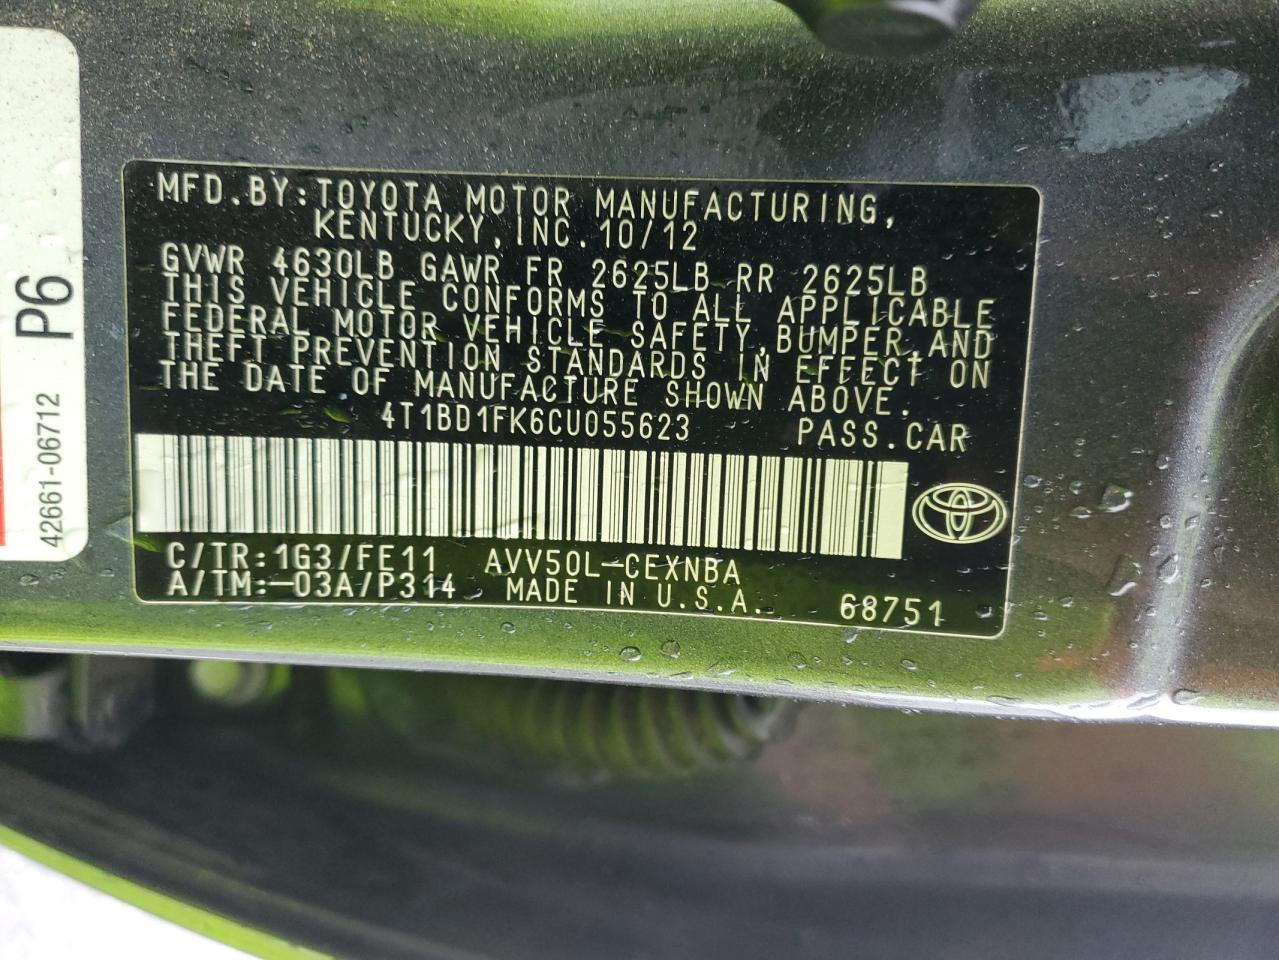 P6
42661-06712
MFD.BY:TOYOTA MOTOR MANUFACTURING,
KENTUCKY,INC.10/12
GVWR 4630LB GAWR FR 2625LB RR 2625LB
THIS VEHICLE CONFORMS TO ALL APPLICABLE
FEDERAL MOTOR VEHICLE SAFETY,BUMPER,AND
THEFT PREVENTION STANDARDS IN EFFECT ON
THE DATE OF MANUFACTURE SHOWN ABOVE.
4T1BD1FK6CU055623 PASS.CAR
C/TR:1G3/FE11 AVV50L-CEXNBA
A/TM:-03A/P314 MADE IN U.S.A. 68751